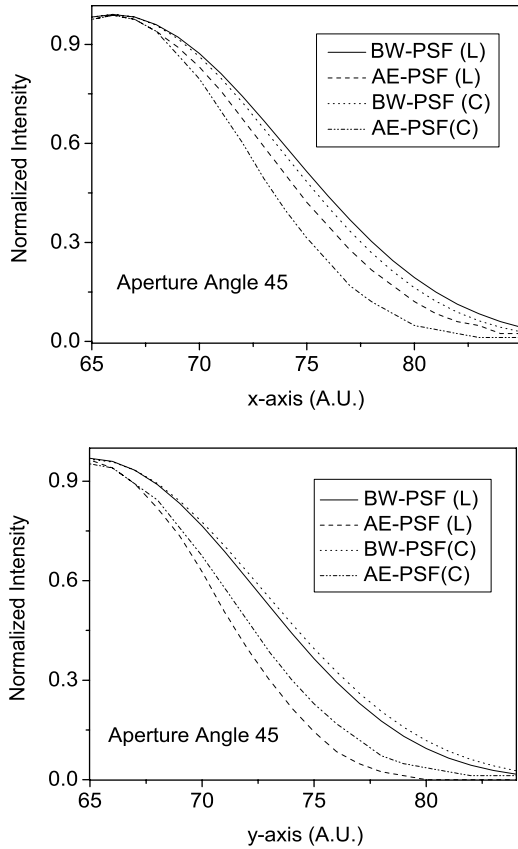 Normalized Intensity
0.9
0.6
0.3
0.0
BW-PSF (L)
AE-PSF (L)
BW-PSF (C)
AE-PSF(C)
Aperture Angle 45
65
70
75
80
x-axis (A.U.)
Normalized Intensity
0.9
0.6
0.3
0.0
BW-PSF (L)
AE-PSF (L)
BW-PSF(C)
AE-PSF(C)
Aperture Angle 45
65
70
75
80
y-axis (A.U.)